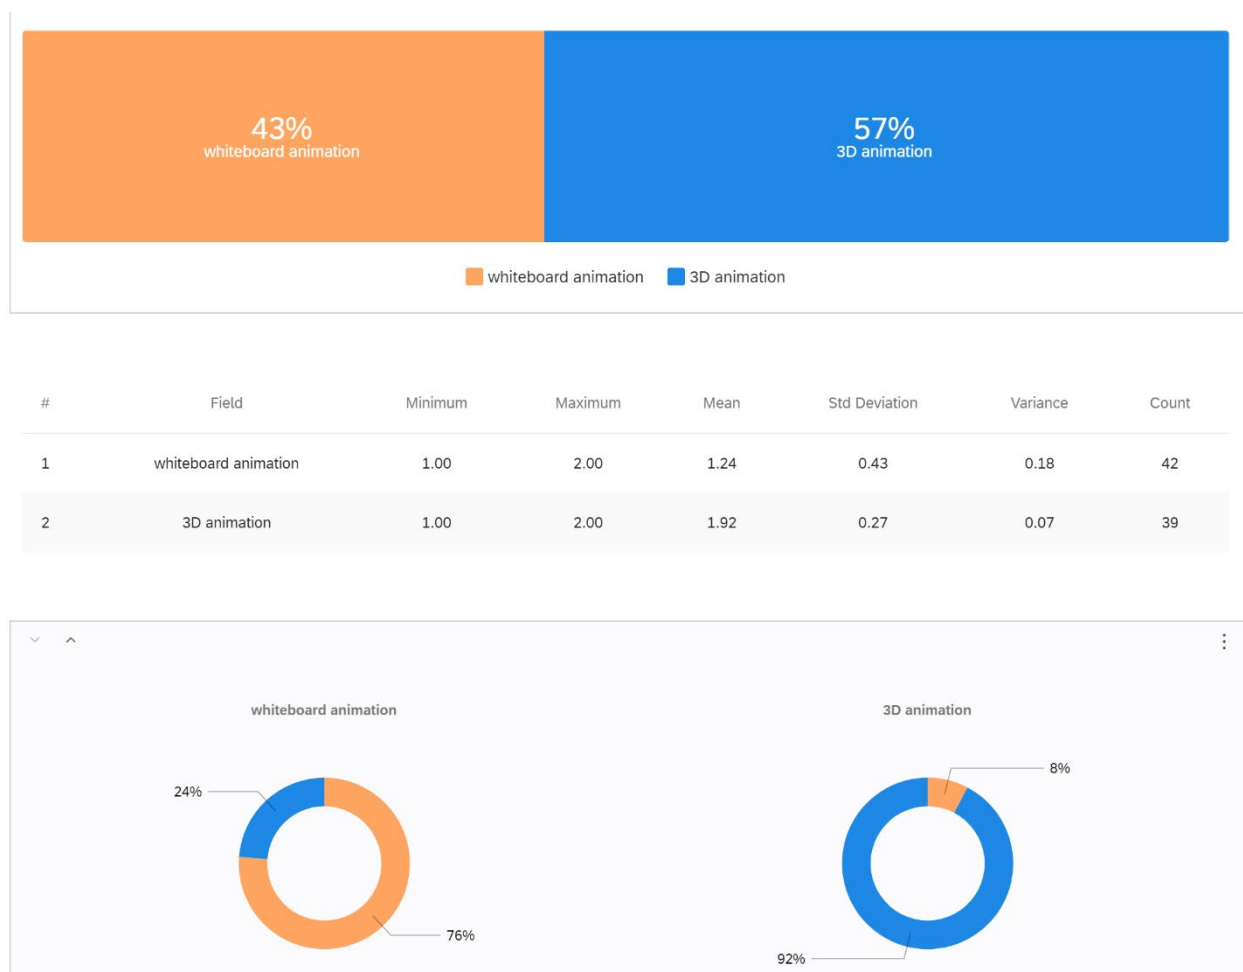 43%
whiteboard animation
57%
3D animation
whiteboard animation 3D animation
# Field Minimum Maximum Mean Std Deviation Variance Count
1 whiteboard animation 1.00 2.00 1.24 0.43 0.18 42
2 3D animation 1.00 2.00 1.92 0.27 0.07 39
whiteboard animation
24%
76%
3D animation
8%
92%